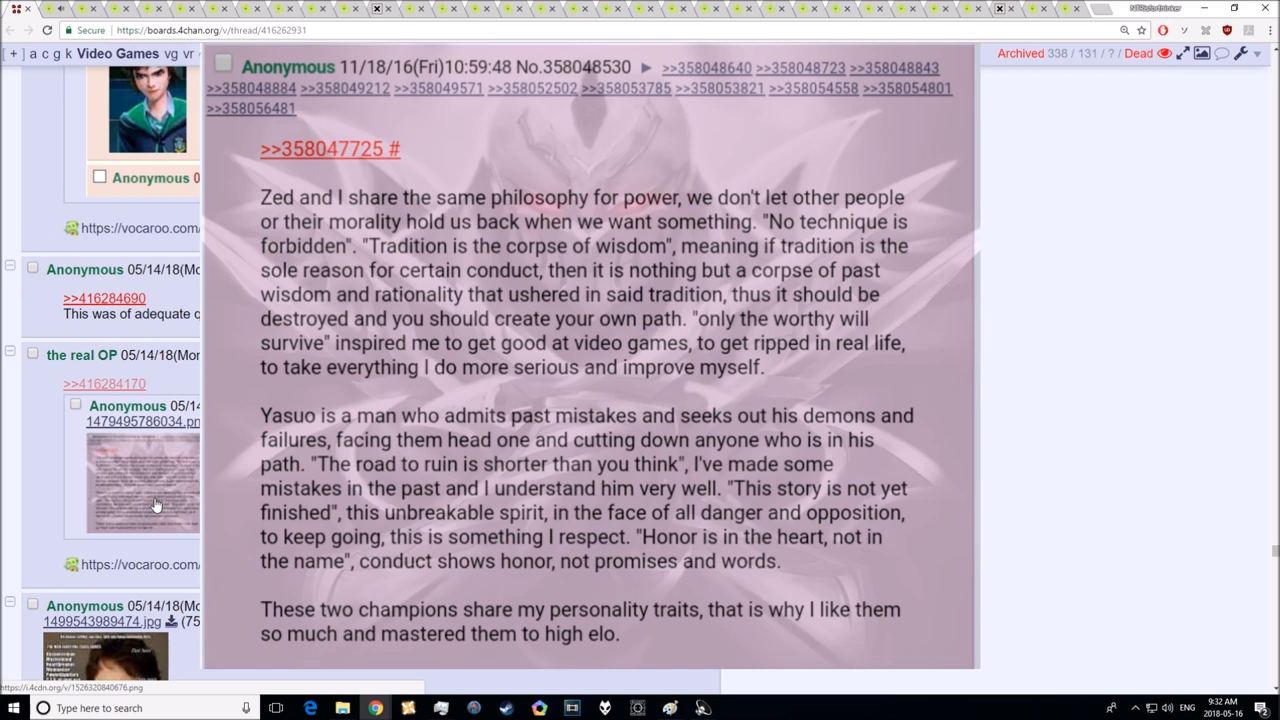 NTRisforthinker
Secure
https://boards.4chan.org/v/thread/416262931
[ + ] a c g k Video Games vg vr
Archived 338 / 131 / ? / Dead
Anonymous 0
https://vocaroo.com/
Anonymous 05/14/18(Mo
>>416284690
This was of adequate q
the real OP 05/14/18(Mon
>>416284170
Anonymous 05/14
1479495786034.pn
https://vocaroo.com/
Anonymous 05/14/18(Mo
1499543989474.jpg (75
Anonymous 11/18/16(Fri)10:59:48 No.358048530 ► >>358048640 >>358048723 >>358048843
>>358048884 >>358049212 >>358049571 >>358052502 >>358053785 >>358053821 >>358054558 >>358054801
>>358056481
>>358047725 #
Zed and I share the same philosophy for power, we don't let other people
or their morality hold us back when we want something. "No technique is
forbidden". "Tradition is the corpse of wisdom", meaning if tradition is the
sole reason for certain conduct, then it is nothing but a corpse of past
wisdom and rationality that ushered in said tradition, thus it should be
destroyed and you should create your own path. "only the worthy will
survive" inspired me to get good at video games, to get ripped in real life,
to take everything I do more serious and improve myself.
Yasuo is a man who admits past mistakes and seeks out his demons and
failures, facing them head one and cutting down anyone who is in his
path. "The road to ruin is shorter than you think", I've made some
mistakes in the past and I understand him very well. "This story is not yet
finished", this unbreakable spirit, in the face of all danger and opposition,
to keep going, this is something I respect. "Honor is in the heart, not in
the name", conduct shows honor, not promises and words.
These two champions share my personality traits, that is why I like them
so much and mastered them to high elo.
https://i.4cdn.org/v/1526320840676.png
Type here to search
ENG
9:32 AM
2018-05-16